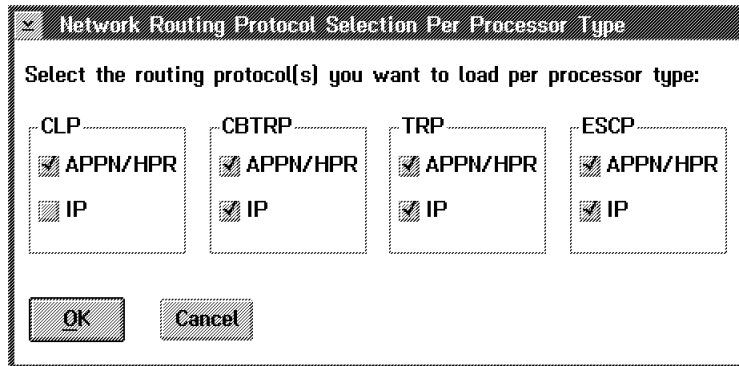 Network Routing Protocol Selection Per Processor Type
Select the routing protocol(s) you want to load per processor type:
CLP CBTRP TRP ESCP
APPN/HPR APPN/HPR APPN/HPR APPN/HPR
IP IP IP IP
OK Cancel